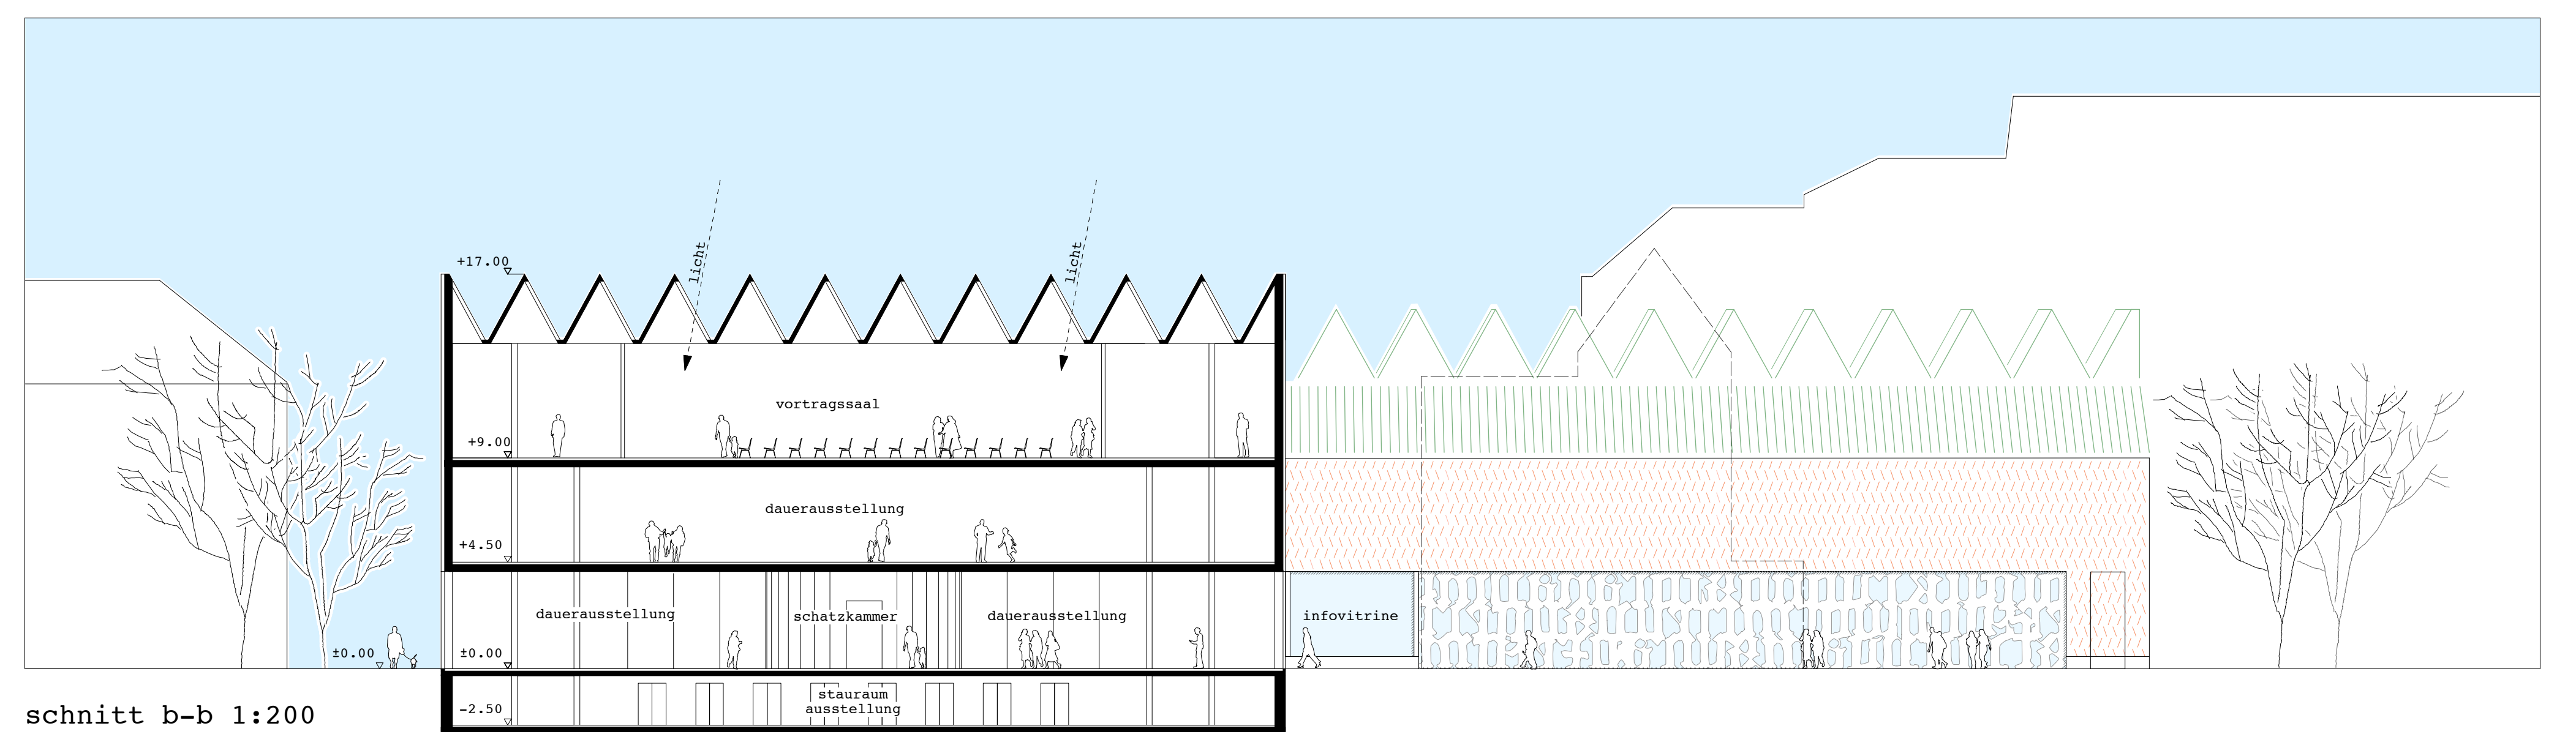 licht
licht
+17.00
vortragssaal
+9.00
dauerausstellung
+4.50
dauerausstellung
schatzkammer
dauerausstellung
infovitrine
±0.00
±0.00
stauraum
ausstellung
-2.50
schnitt b-b 1:200